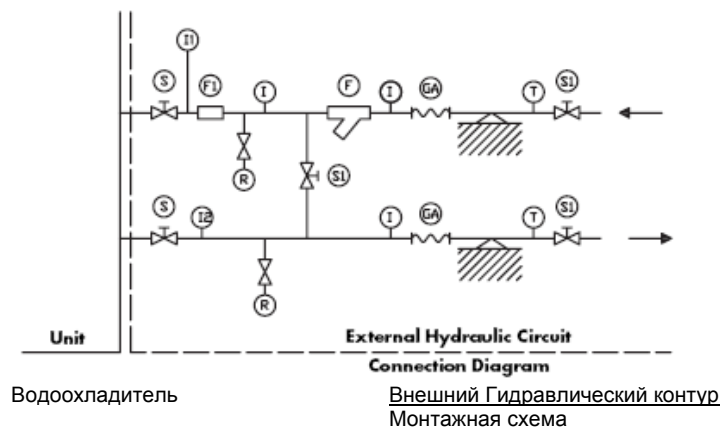 I1
S F1 I F I GA T S1
R S1
S I2 I GA T S1
R
Unit External Hydraulic Circuit
Connection Diagram
Водоохладитель Внешний Гидравлический контур
Монтажная схема